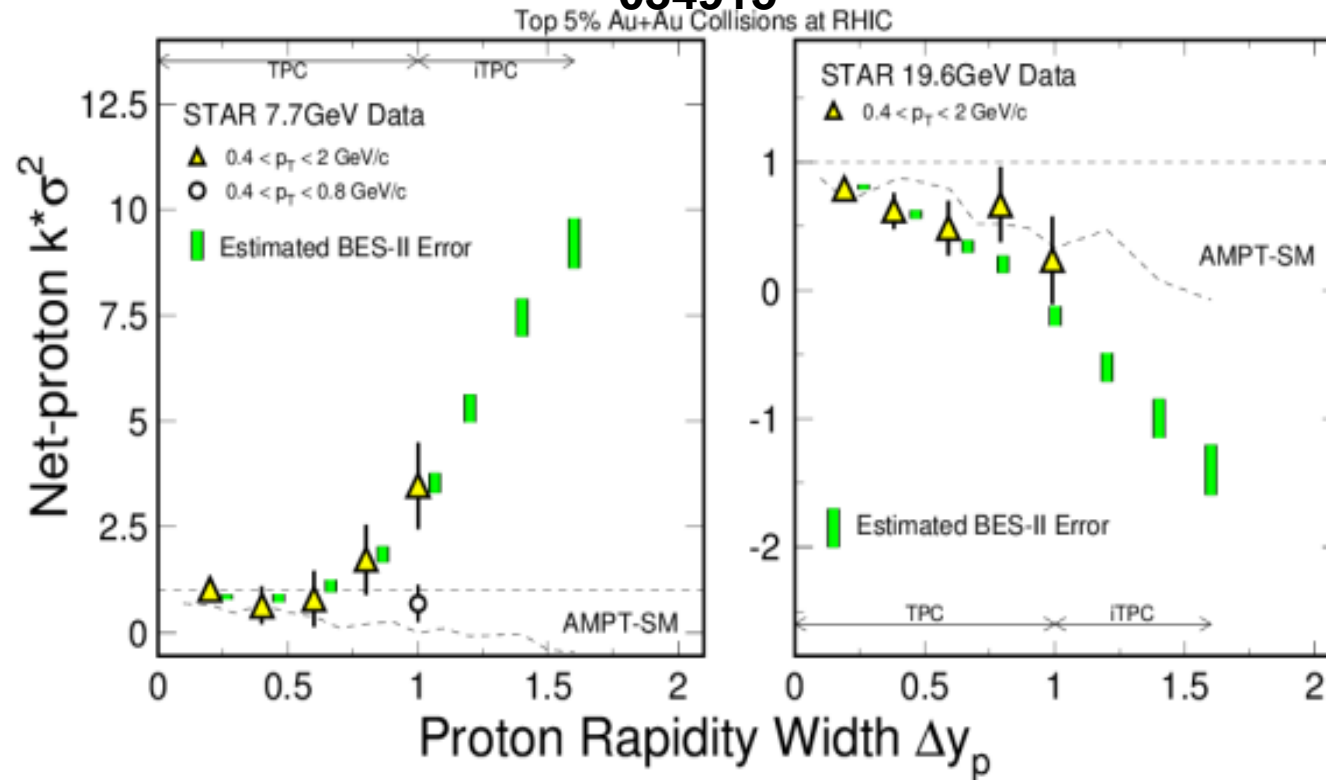 Top 5% Au+Au Collisions at RHIC
Net-proton k*σ²
TPC
iTPC
STAR 7.7GeV Data
0.4 < p_T < 2 GeV/c
0.4 < p_T < 0.8 GeV/c
Estimated BES-II Error
AMPT-SM
12.5
10
7.5
5
2.5
0
0 0.5 1 1.5 2
STAR 19.6GeV Data
0.4 < p_T < 2 GeV/c
AMPT-SM
Estimated BES-II Error
TPC
iTPC
1
0
-1
-2
0 0.5 1 1.5 2
Proton Rapidity Width Δy_p